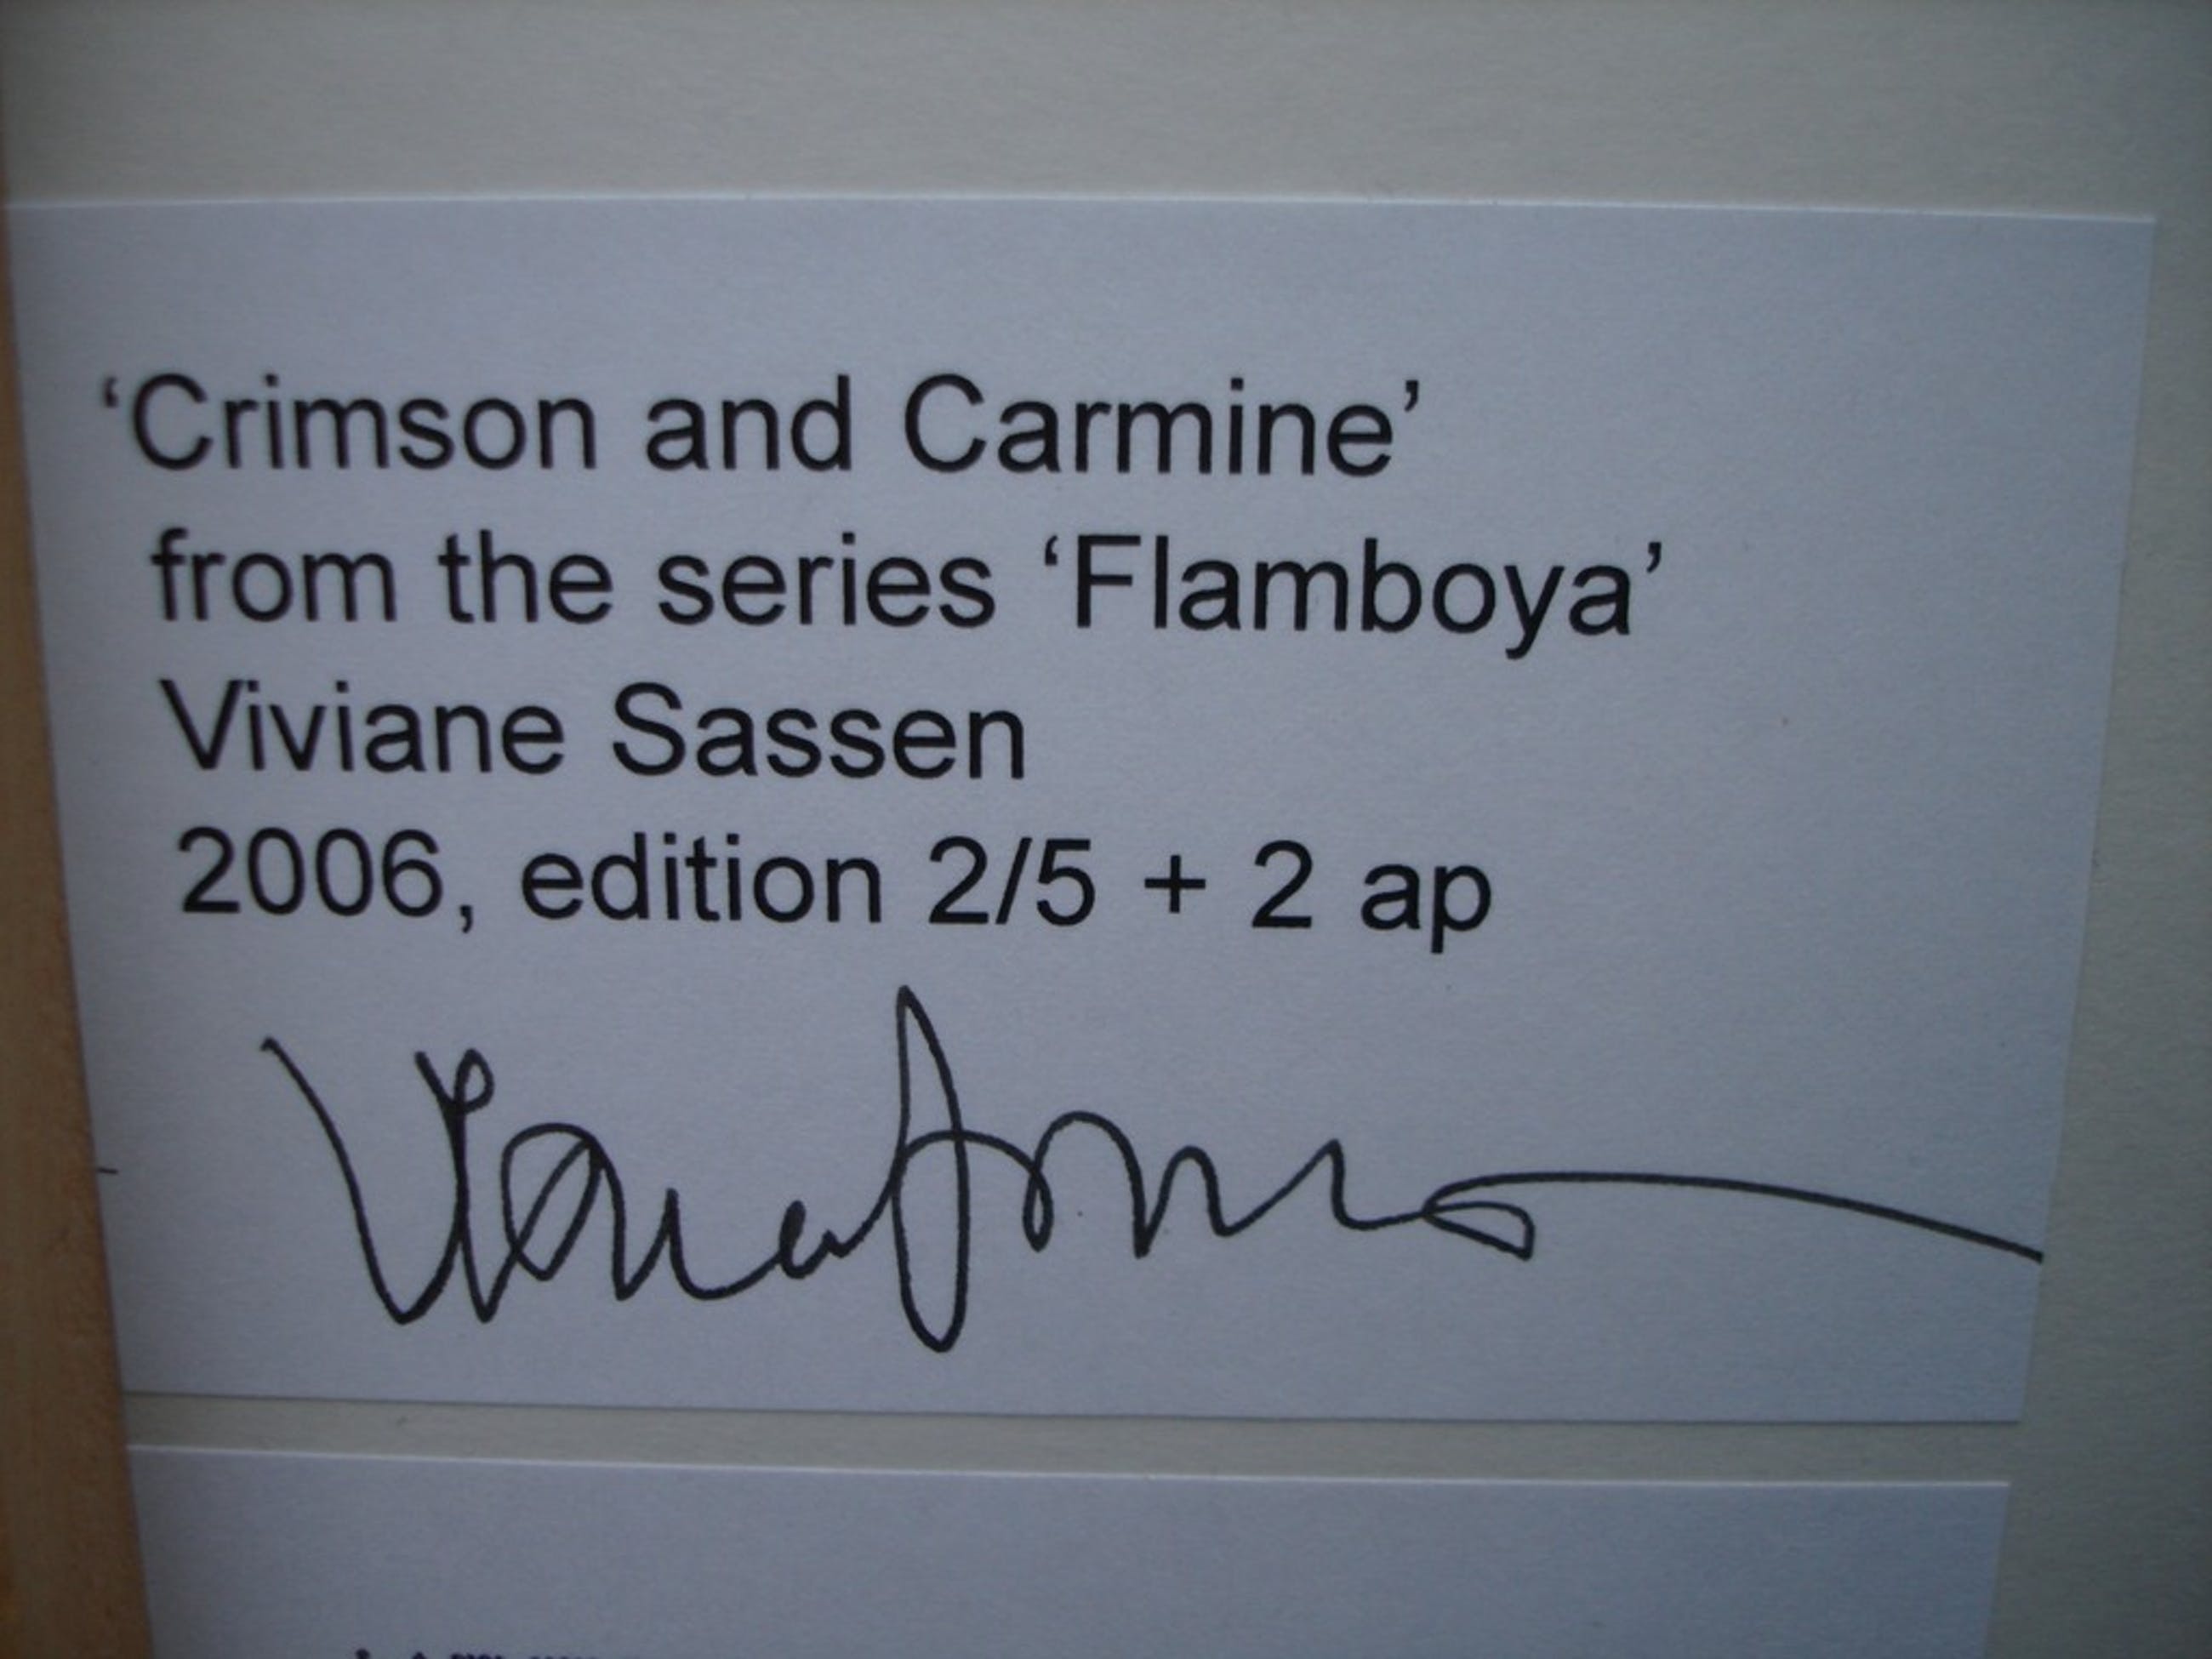 ‘Crimson and Carmine’
from the series ‘Flamboya’
Viviane Sassen
2006, edition 2/5 + 2 ap